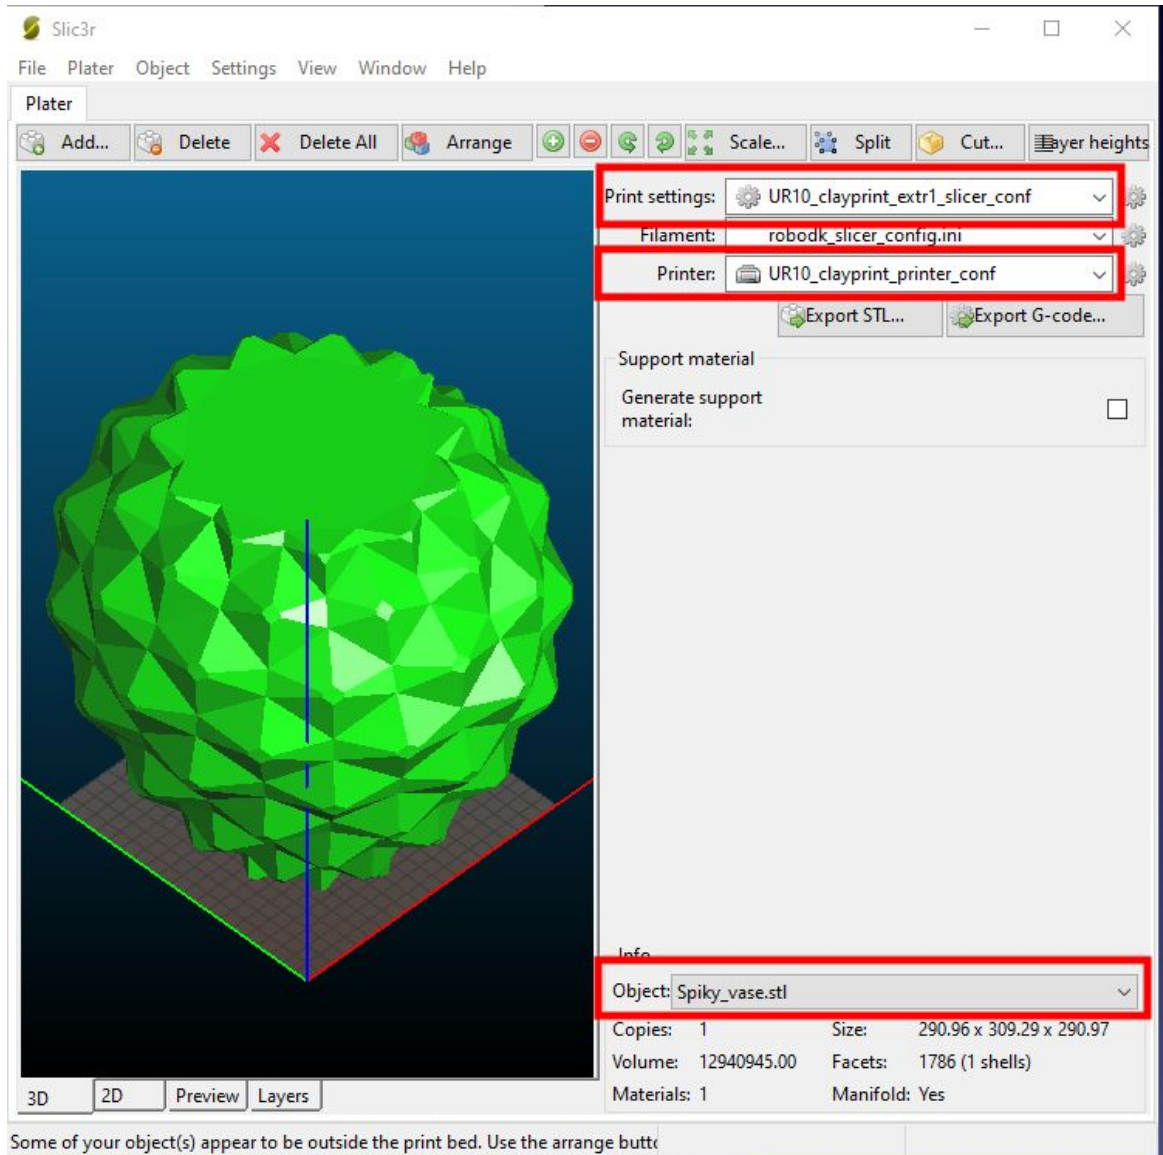 Slic3r
File Plater Object Settings View Window Help
Plater
Add... Delete Delete All Arrange Scale... Split Cut... Layer heights
Print settings: UR10_clayprint_extr1_slicer_conf
Filament: robodk_slicer_config.ini
Printer: UR10_clayprint_printer_conf
Export STL... Export G-code...
Support material
Generate support
material:
Info
Object: Spiky_vase.stl
Copies: 1 Size: 290.96 x 309.29 x 290.97
Volume: 12940945.00 Facets: 1786 (1 shells)
Materials: 1 Manifold: Yes
3D 2D Preview Layers
Some of your object(s) appear to be outside the print bed. Use the arrange butto